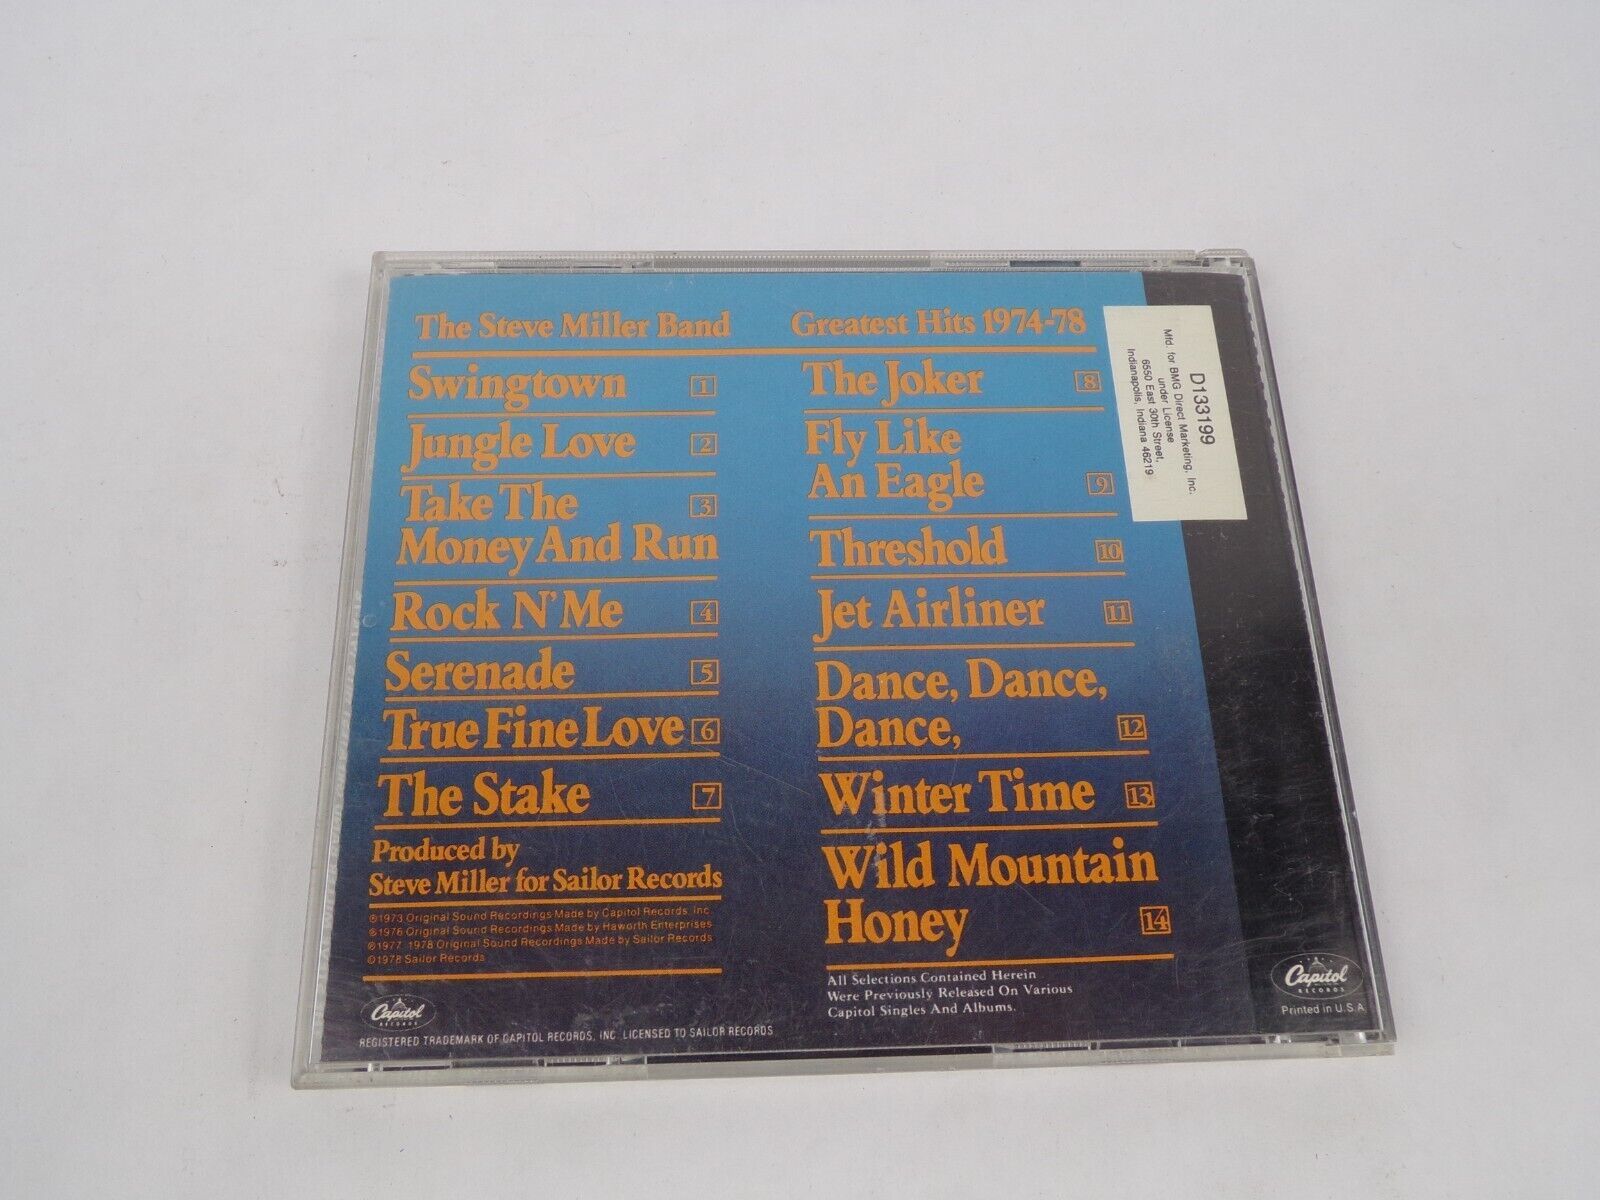 The Steve Miller Band
Greatest Hits 1974-78
Swingtown 1
Jungle Love 2
Take The 3
Money And Run
Rock N' Me 4
Serenade 5
True Fine Love 6
The Stake 7
Produced by
Steve Miller for Sailor Records
℗1973 Original Sound Recordings Made by Capitol Records, Inc.
℗1976 Original Sound Recordings Made by Haworth Enterprises
℗1977, 1978 Original Sound Recordings Made by Sailor Records
©1978 Sailor Records
Capitol
RECORDS
REGISTERED TRADEMARK OF CAPITOL RECORDS, INC. LICENSED TO SAILOR RECORDS
The Joker 8
Fly Like
An Eagle 9
Threshold 10
Jet Airliner 11
Dance, Dance,
Dance, 12
Winter Time 13
Wild Mountain
Honey 14
All Selections Contained Herein
Were Previously Released On Various
Capitol Singles And Albums.
D133199
Mfd. for BMG Direct Marketing, Inc.
under License
6550 East 30th Street,
Indianapolis, Indiana 46219
Capitol
RECORDS
Printed in U.S.A.